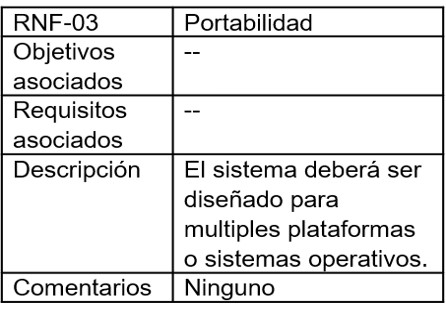 RNF-03 Portabilidad
Objetivos --
asociados
Requisitos --
asociados
Descripción El sistema deberá ser
diseñado para
multiples plataformas
o sistemas operativos.
Comentarios Ninguno